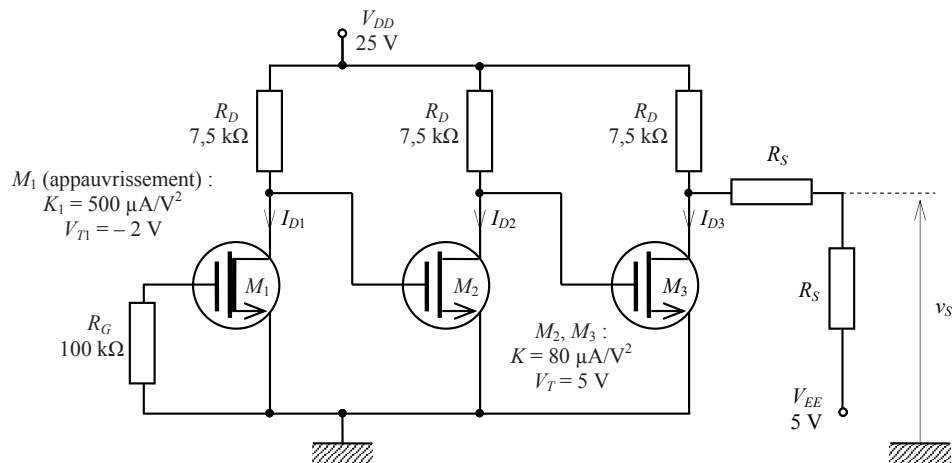 V_DD
25 V
R_D
7,5 kΩ
R_D
7,5 kΩ
R_D
7,5 kΩ
R_S
M_1 (appauvrissement) :
K_1 = 500 µA/V²
V_T1 = – 2 V
I_D1
I_D2
I_D3
M_1
M_2
M_3
R_S
v_S
R_G
100 kΩ
M_2, M_3 :
K = 80 µA/V²
V_T = 5 V
V_EE
5 V